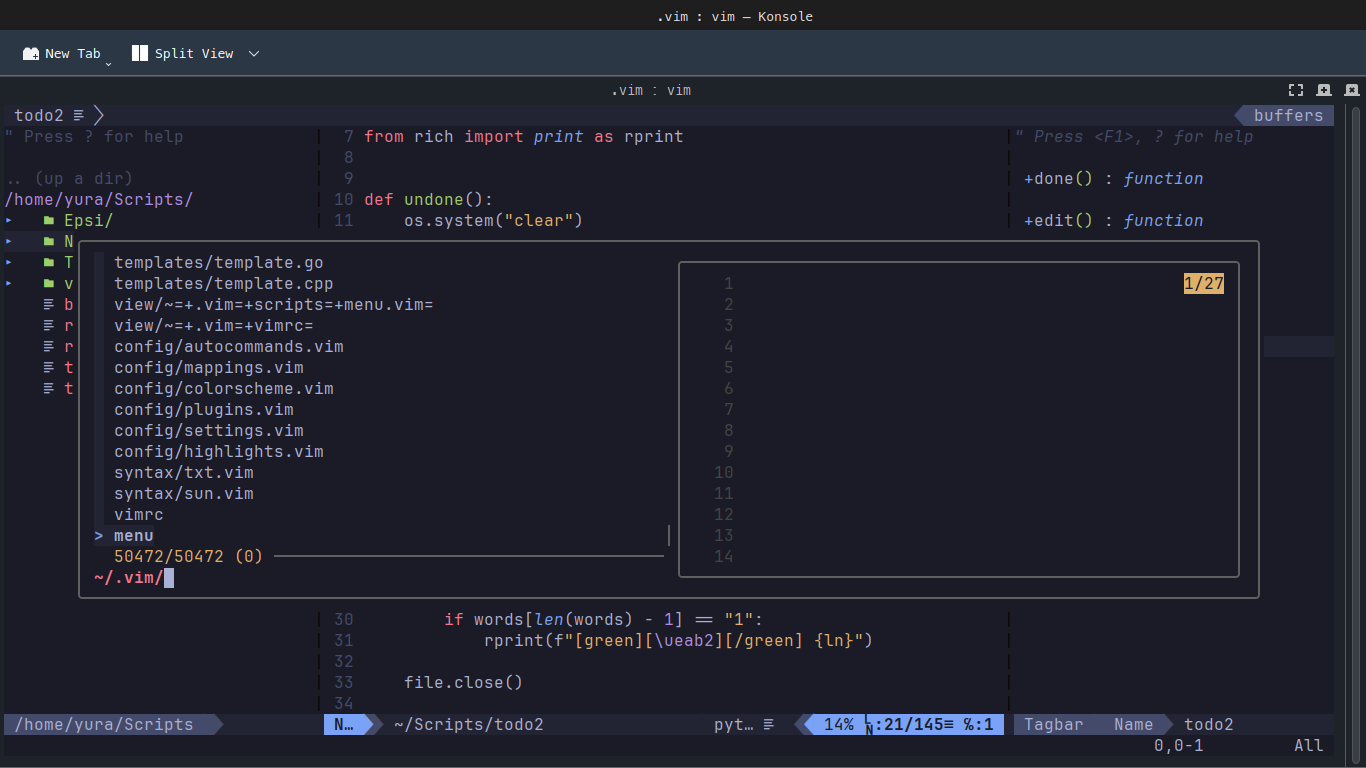 .vim : vim — Konsole
New Tab Split View
.vim : vim
todo2 buffers
" Press ? for help
.. (up a dir)
/home/yura/Scripts/
Epsi/
N
T
v
b
r
r
t
t
7 from rich import print as rprint
8
9
10 def undone():
11 os.system("clear")
" Press <F1>, ? for help
+done() : function
+edit() : function
templates/template.go
templates/template.cpp
view/~=+.vim=+scripts=+menu.vim=
view/~=+.vim=+vimrc=
config/autocommands.vim
config/mappings.vim
config/colorscheme.vim
config/plugins.vim
config/settings.vim
config/highlights.vim
syntax/txt.vim
syntax/sun.vim
vimrc
> menu
50472/50472 (0)
~/.vim/
1 1/27
2
3
4
5
6
7
8
9
10
11
12
13
14
30 if words[len(words) - 1] == "1":
31 rprint(f"[green][\ueab2][/green] {ln}")
32
33 file.close()
34
/home/yura/Scripts N… ~/Scripts/todo2 pyt… 14% LN:21/145≡ %:1 Tagbar Name todo2
0,0-1 All